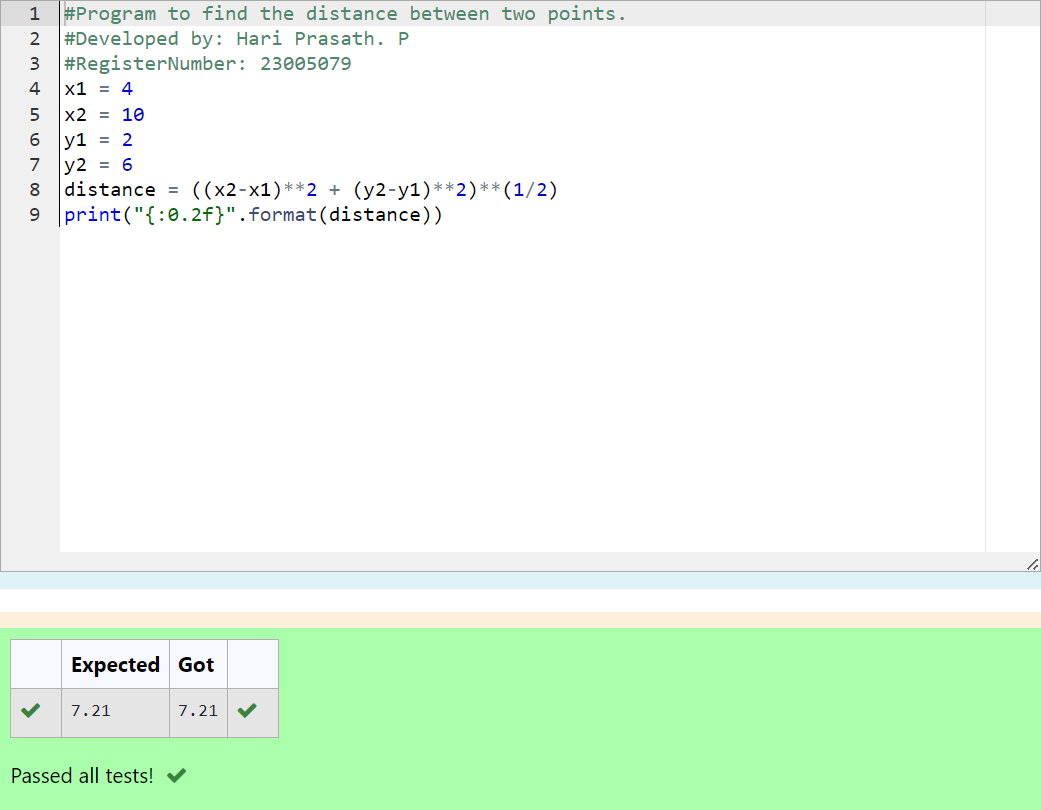 1 #Program to find the distance between two points.
2 #Developed by: Hari Prasath. P
3 #RegisterNumber: 23005079
4 x1 = 4
5 x2 = 10
6 y1 = 2
7 y2 = 6
8 distance = ((x2-x1)**2 + (y2-y1)**2)**(1/2)
9 print("{:0.2f}".format(distance))
Expected Got
7.21 7.21
Passed all tests!